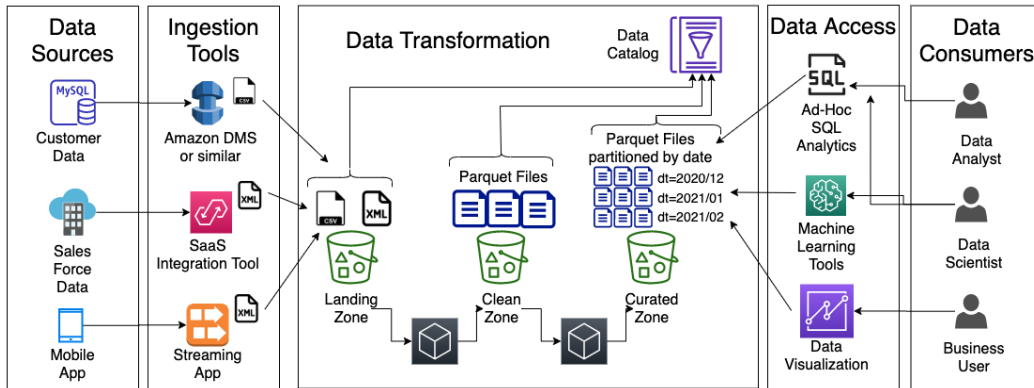 Data
Sources
MySQL
Customer
Data
Sales
Force
Data
Mobile
App
Ingestion
Tools
CSV
Amazon DMS
or similar
XML
SaaS
Integration Tool
XML
Streaming
App
Data Transformation
Data
Catalog
CSV
XML
Landing
Zone
Parquet Files
Clean
Zone
Parquet Files
partitioned by date
dt=2020/12
dt=2021/01
dt=2021/02
Curated
Zone
Data Access
SQL
Ad-Hoc
SQL
Analytics
Machine
Learning
Tools
Data
Visualization
Data
Consumers
Data
Analyst
Data
Scientist
Business
User